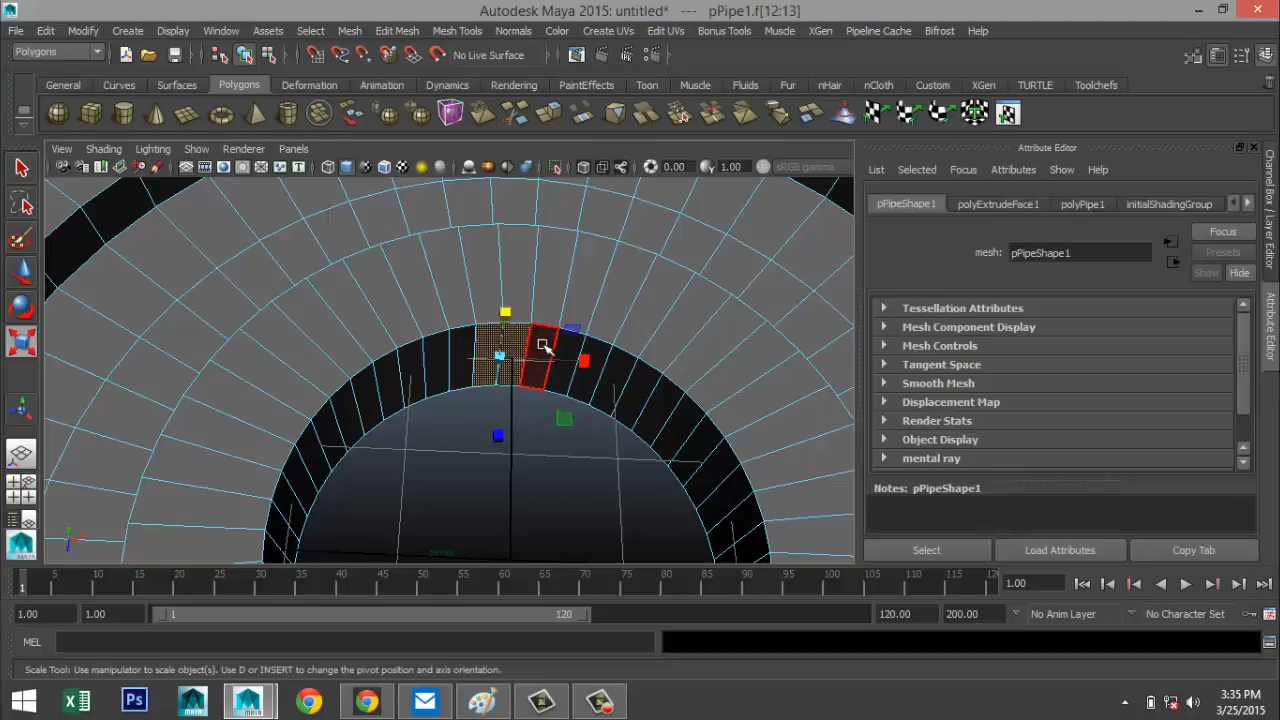 Autodesk Maya 2015: untitled* --- pPipe1.f[12:13]
File Edit Modify Create Display Window Assets Select Mesh Edit Mesh Mesh Tools Normals Color Create UVs Edit UVs Bonus Tools Muscle XGen Pipeline Cache Bifrost Help
Polygons No Live Surface
General Curves Surfaces Polygons Deformation Animation Dynamics Rendering PaintEffects Toon Muscle Fluids Fur nHair nCloth Custom XGen TURTLE Toolchefs
View Shading Lighting Show Renderer Panels
0.00 1.00 sRGB gamma
Attribute Editor
List Selected Focus Attributes Show Help
pPipeShape1 polyExtrudeFace1 polyPipe1 initialShadingGroup
Focus
mesh: pPipeShape1
Presets
Show Hide
Tessellation Attributes
Mesh Component Display
Mesh Controls
Tangent Space
Smooth Mesh
Displacement Map
Render Stats
Object Display
mental ray
Notes: pPipeShape1
Select Load Attributes Copy Tab
Channel Box / Layer Editor
Attribute Editor
MAYA
1 5 10 15 20 25 30 35 40 45 50 55 60 65 70 75 80 85 90 95 100 105 110 115 12 1.00
1.00 1.00 1 120 120.00 200.00 No Anim Layer No Character Set
MEL
Scale Tool: Use manipulator to scale object(s). Use D or INSERT to change the pivot position and axis orientation.
Ps
3:35 PM
3/25/2015